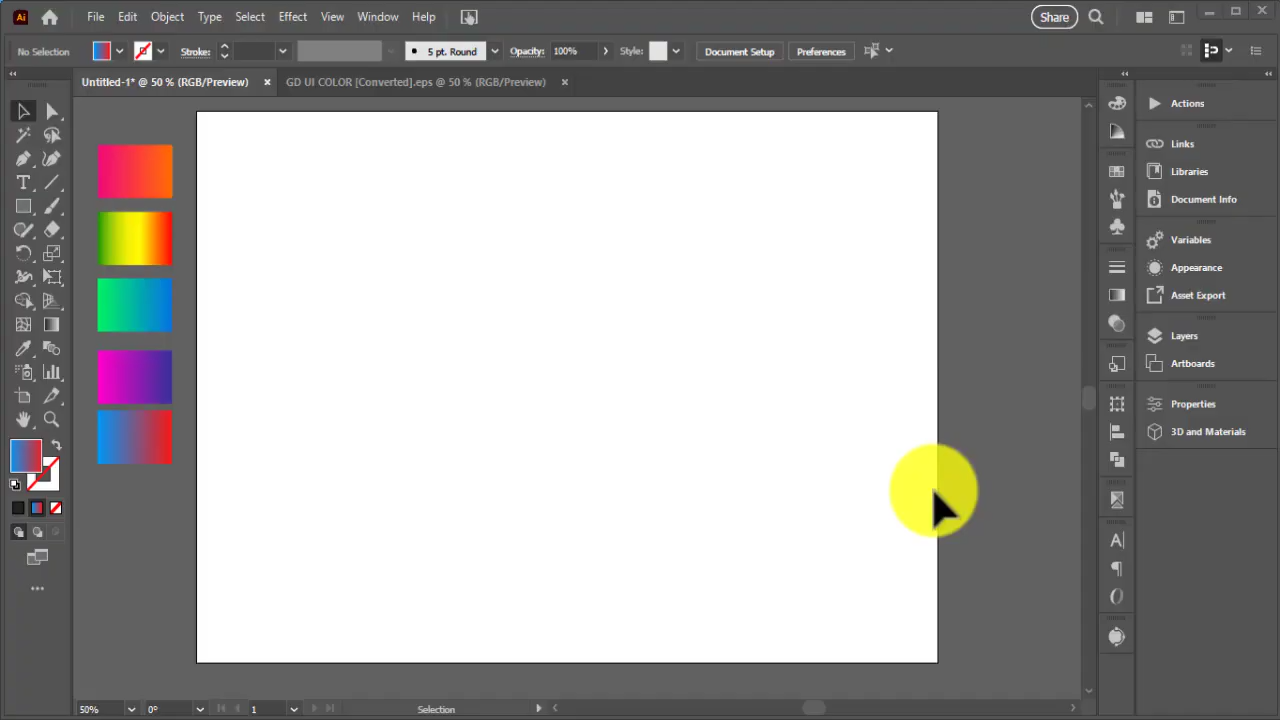 Ai File Edit Object Type Select Effect View Window Help Share
No Selection Stroke: 5 pt. Round Opacity: 100% Style: Document Setup Preferences
Untitled-1* @ 50 % (RGB/Preview) × GD UI COLOR [Converted].eps @ 50 % (RGB/Preview) ×
Actions
Links
Libraries
Document Info
Variables
Appearance
Asset Export
Layers
Artboards
Properties
3D and Materials
50% 0° 1 Selection